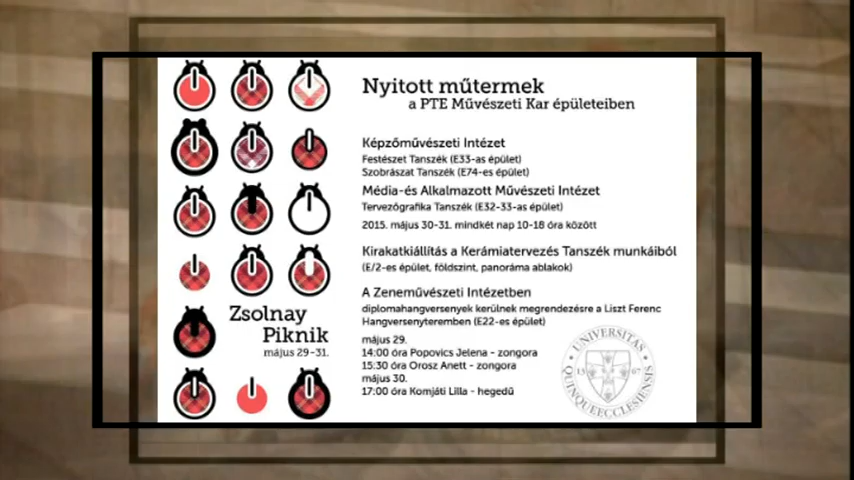 Nyitott műtermek
a PTE Művészeti Kar épületeiben
Képzőművészeti Intézet
Festészet Tanszék (E33-as épület)
Szobrászat Tanszék (E74-es épület)
Média-és Alkalmazott Művészeti Intézet
Tervezógrafika Tanszék (E32-33-as épület)
2015. május 30-31. mindkét nap 10-18 óra között
Kirakatkiállítás a Kerámiatervezés Tanszék munkáiból
(E/2-es épület, földszint, panoráma ablakok)
A Zeneművészeti Intézetben
diplomahangversenyek kerülnek megrendezésre a Liszt Ferenc
Hangversenyteremben (E22-es épület)
május 29.
14:00 óra Popovics Jelena - zongora
15:30 óra Orosz Anett - zongora
május 30.
17:00 óra Komjáti Lilla - hegedű
Zsolnay
Piknik
május 29-31.
UNIVERSITAS
QUINQUEECCLESIENSIS
1367